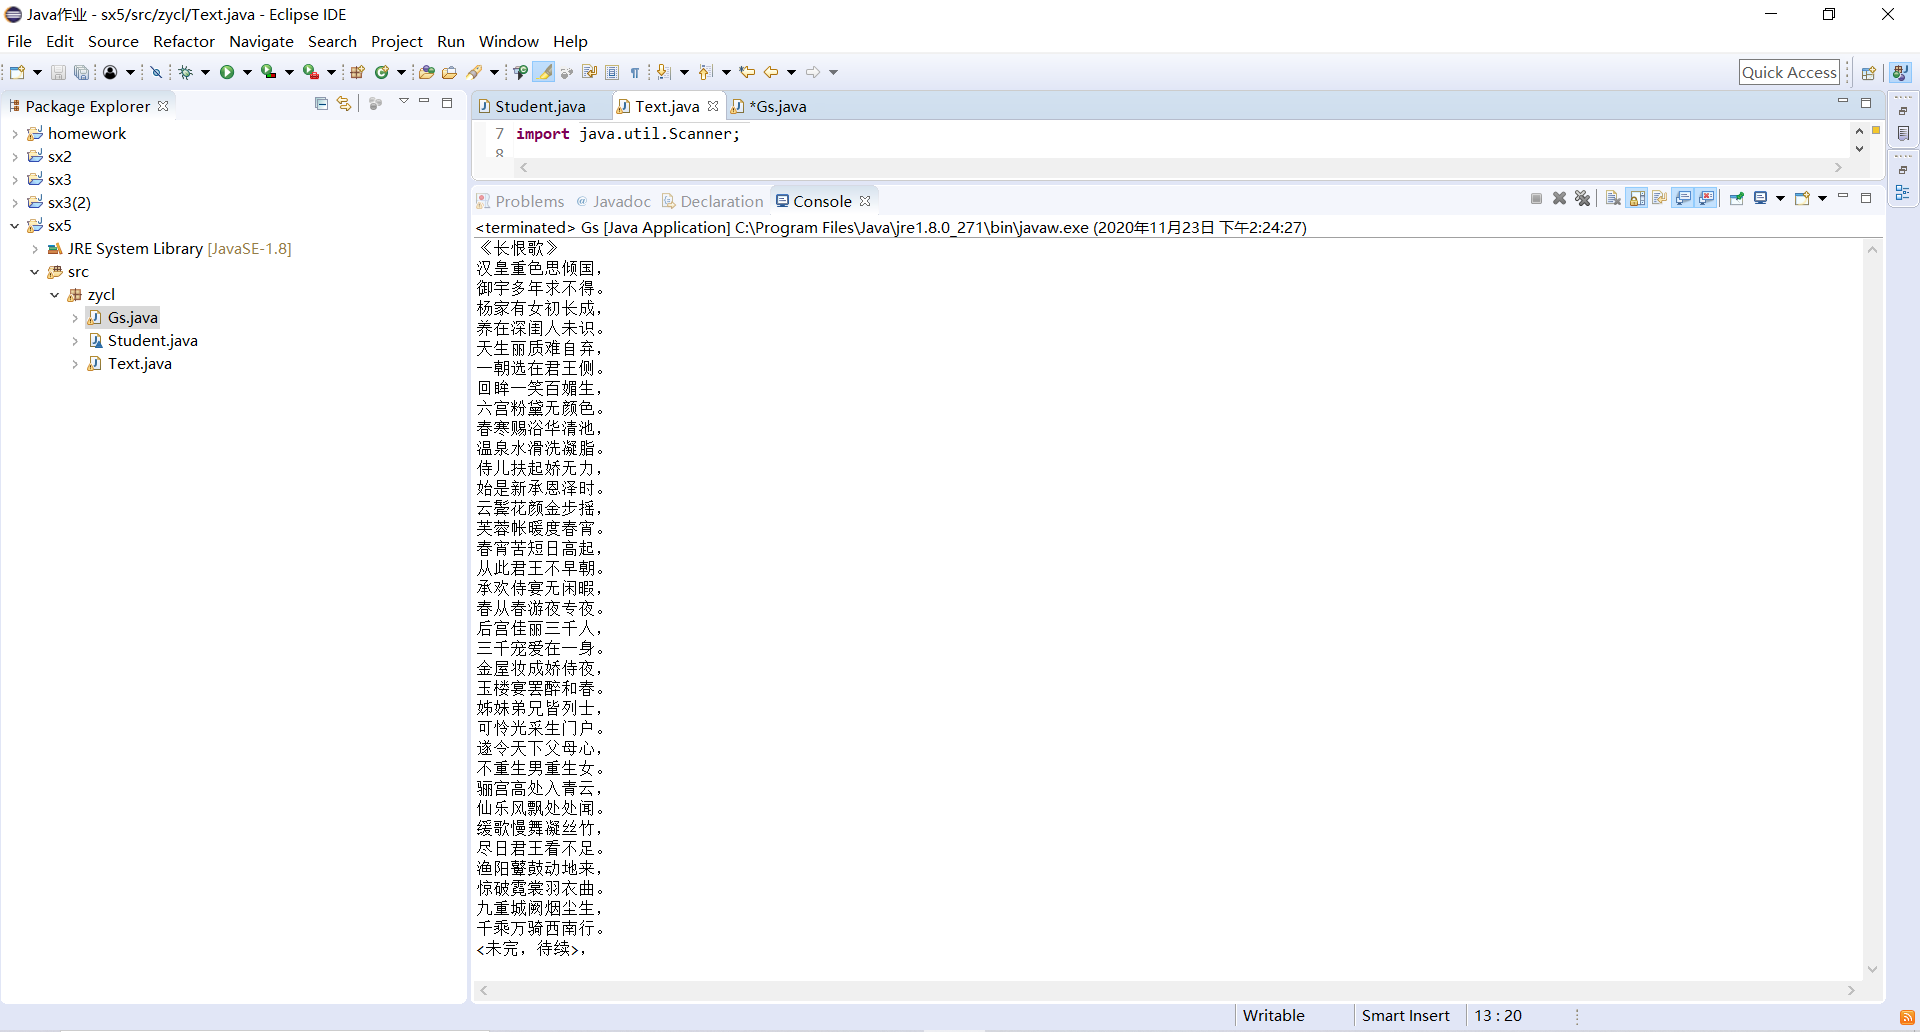 Java作业 - sx5/src/zycl/Text.java - Eclipse IDE
File Edit Source Refactor Navigate Search Project Run Window Help
Quick Access
Package Explorer
homework
sx2
sx3
sx3(2)
sx5
JRE System Library [JavaSE-1.8]
src
zycl
Gs.java
Student.java
Text.java
Student.java Text.java *Gs.java
7 import java.util.Scanner;
8
Problems @ Javadoc Declaration Console
<terminated> Gs [Java Application] C:\Program Files\Java\jre1.8.0_271\bin\javaw.exe (2020年11月23日 下午2:24:27)
《长恨歌》
汉皇重色思倾国，
御宇多年求不得。
杨家有女初长成，
养在深闺人未识。
天生丽质难自弃，
一朝选在君王侧。
回眸一笑百媚生，
六宫粉黛无颜色。
春寒赐浴华清池，
温泉水滑洗凝脂。
侍儿扶起娇无力，
始是新承恩泽时。
云鬓花颜金步摇，
芙蓉帐暖度春宵。
春宵苦短日高起，
从此君王不早朝。
承欢侍宴无闲暇，
春从春游夜专夜。
后宫佳丽三千人，
三千宠爱在一身。
金屋妆成娇侍夜，
玉楼宴罢醉和春。
姊妹弟兄皆列士，
可怜光采生门户。
遂令天下父母心，
不重生男重生女。
骊宫高处入青云，
仙乐风飘处处闻。
缓歌慢舞凝丝竹，
尽日君王看不足。
渔阳鼙鼓动地来，
惊破霓裳羽衣曲。
九重城阙烟尘生，
千乘万骑西南行。
<未完，待续>，
Writable Smart Insert 13 : 20